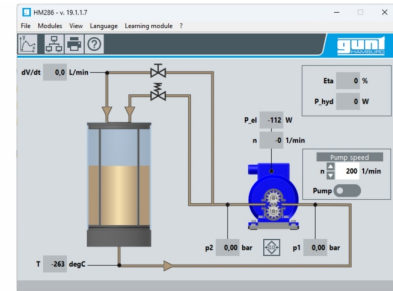 HM286 - v. 19.1.1.7
File Modules View Language Learning module ?
gunt
HAMBURG
dV/dt 0,0 L/min
Eta 0 %
P_hyd 0 W
P_el -112 W
n -0 1/min
Pump speed
n 200 1/min
Pump
p2 0,00 bar
p1 0,00 bar
T -263 degC